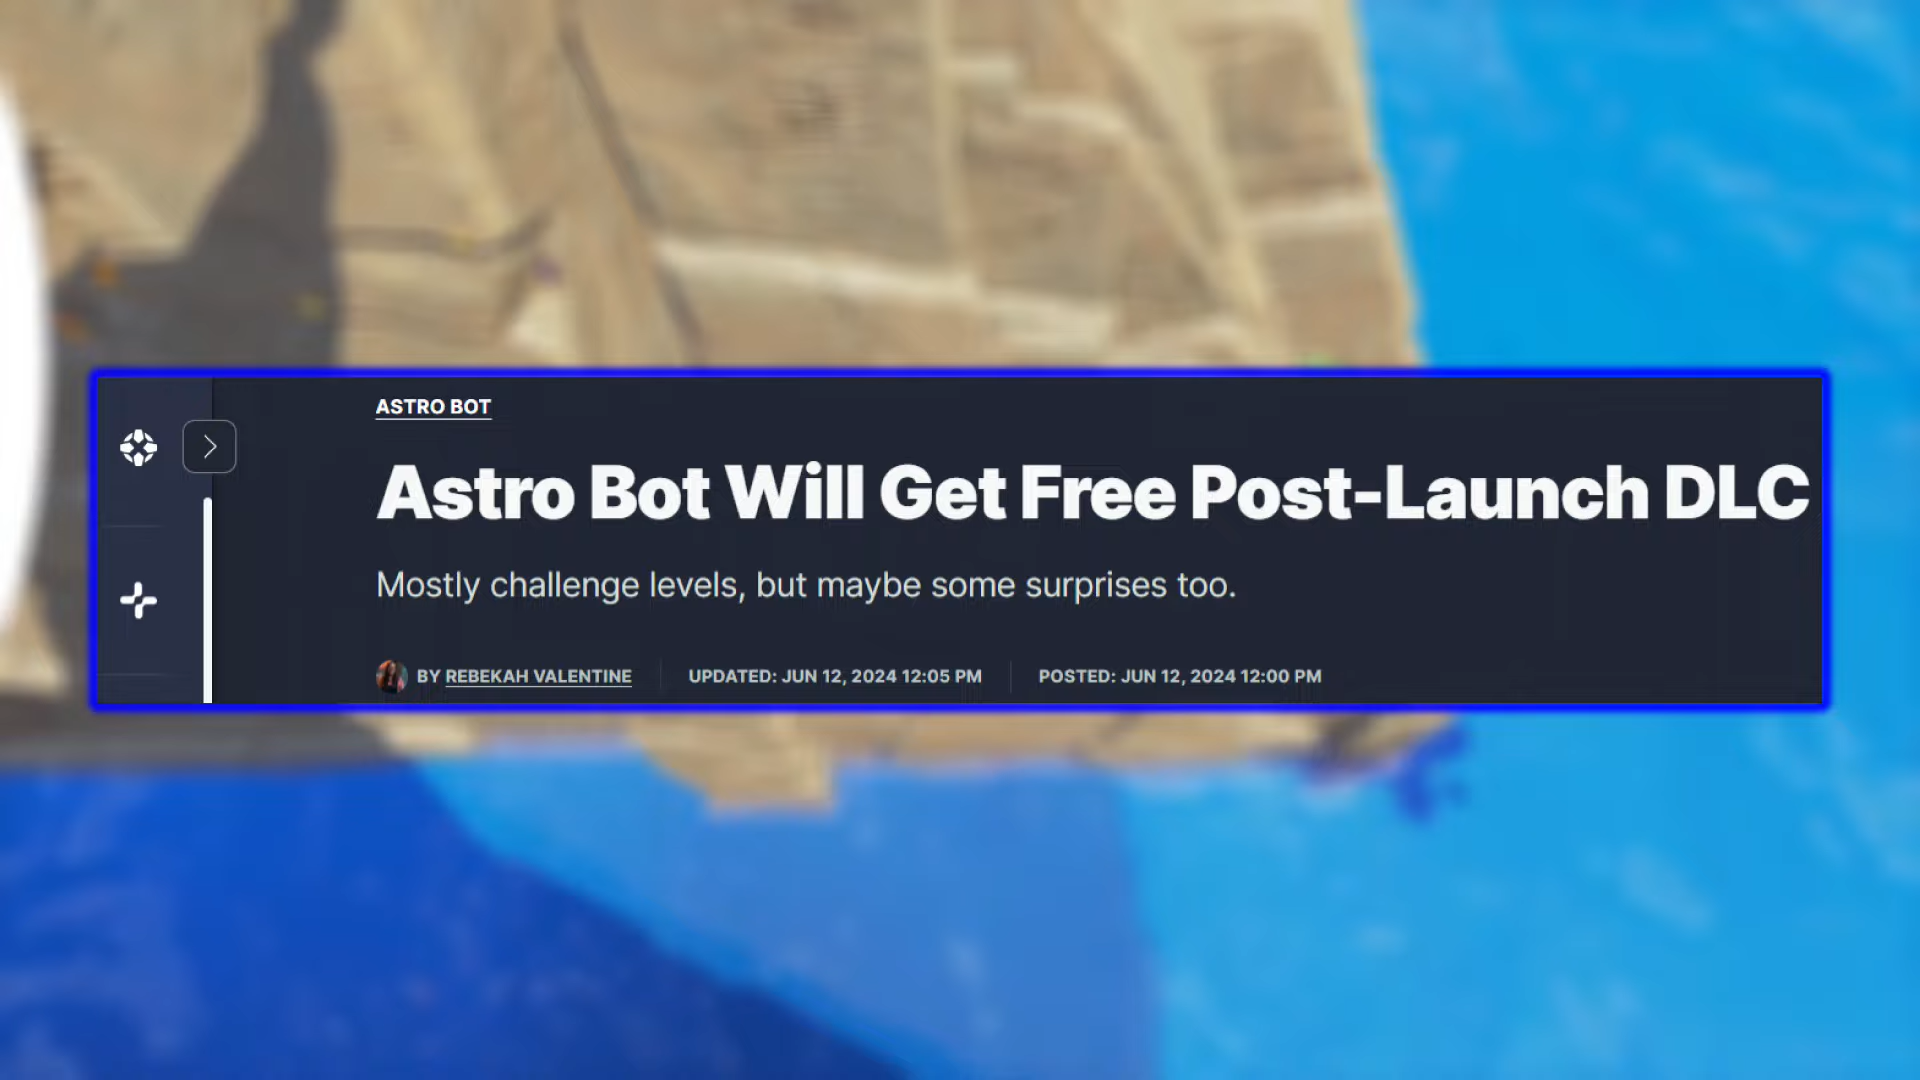 ASTRO BOT
Astro Bot Will Get Free Post-Launch DLC
Mostly challenge levels, but maybe some surprises too.
BY REBEKAH VALENTINE UPDATED: JUN 12, 2024 12:05 PM POSTED: JUN 12, 2024 12:00 PM